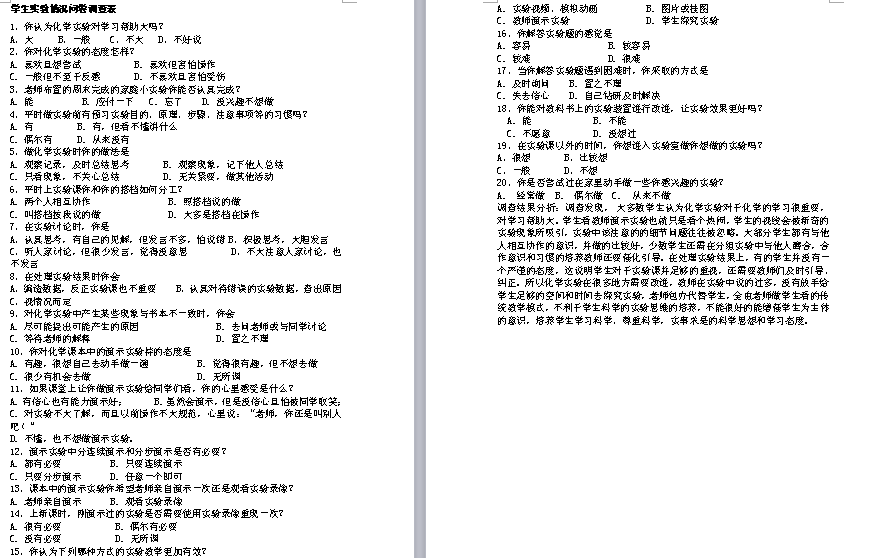 学生实验情况问卷调查表
1. 你认为化学实验对学习帮助大吗？
A. 大 B. 一般 C. 不大 D. 不好说
2. 你对化学实验的态度怎样？
A. 喜欢且想尝试 B. 喜欢但害怕操作
C. 一般但不至于反感 D. 不喜欢且害怕受伤
3. 老师布置的周末完成的家庭小实验你能否认真完成？
A. 能 B. 应付一下 C. 忘了 D. 没兴趣不想做
4. 平时做实验前有预习实验目的，原理，步骤，注意事项等的习惯吗？
A. 有 B. 有，但看不懂讲什么
C. 偶尔有 D. 从来没有
5. 做化学实验时你的做法是
A. 观察记录，及时总结思考 B. 观察现象，记下他人总结
C. 只看现象，不关心总结 D. 无关紧要，做其他活动
6. 平时上实验课你和你的搭档如何分工？
A. 两个人相互协作 B. 照搭档说的做
C. 叫搭档按我说的做 D. 大多是搭档在操作
7. 在实验讨论时，你是
A. 认真思考，有自己的见解，但发言不多，怕说错 B. 积极思考，大胆发言
C. 听人家讨论，但很少发言，觉得没意思 D. 不大注意人家讨论，也
不发言
8. 在处理实验结果时你会
A. 编造数据，反正实验课也不重要 B. 认真对待错误的实验数据，查出原因
C. 视情况而定
9. 对化学实验中产生某些现象与书本不一致时，你会
A. 尽可能提出可能产生的原因 B. 去问老师或与同学讨论
C. 等待老师的解释 D. 置之不理
10. 你对化学课本中的演示实验持的态度是
A. 有趣，很想自己去动手做一遍 B. 觉得很有趣，但不想去做
C. 很少有机会去做 D. 无所谓
11. 如果课堂上让你做演示实验给同学们看，你的心里感受是什么？
A. 有信心也有能力演示好； B. 虽然会演示，但是没信心且怕被同学取笑；
C. 对实验不大了解，而且以前操作不大规范，心里说：“老师，你还是叫别人
吧！”
D. 不懂，也不想做演示实验。
12. 演示实验中分连续演示和分步演示是否有必要？
A. 都有必要 B. 只要连续演示
C. 只要分步演示 D. 任意一个即可
13. 课本中的演示实验你希望老师亲自演示一次还是观看实验录像？
A. 老师亲自演示 B. 观看实验录像
14. 上新课时，刚演示过的实验是否需要使用实验录像重现一次？
A. 很有必要 B. 偶尔有必要
C. 没有必要 D. 无所谓
15. 你认为下列哪种方式的实验教学更加有效？
A. 实验视频，模拟动画 B. 图片或挂图
C. 教师演示实验 D. 学生探究实验
16. 你解答实验题的感觉是
A. 容易 B. 较容易
C. 较难 D. 很难
17. 当你解答实验题遇到困难时，你采取的方式是
A. 及时询问 B. 置之不理
C. 失去信心 D. 自己钻研及时解决
18. 你能对教科书上的实验装置进行改进，让实验效果更好吗？
A. 能 B. 不能
C. 不愿意 D. 没想过
19. 在实验课以外的时间，你想进入实验室做你想做的实验吗？
A. 很想 B. 比较想
C. 一般 D. 不想
20. 你是否尝试过在家里动手做一些你感兴趣的实验？
A. 经常做 B. 偶尔做 C. 从来不做
调查结果分析：调查发现，大多数学生认为化学实验对于化学的学习很重要，
对学习帮助大。学生看教师演示实验也就只是看个热闹，学生的视线会被新奇的
实验现象所吸引，实验中该注意的的细节问题往往被忽略。大部分学生都有与他
人相互协作的意识，并做的比较好，少数学生还需在分组实验中与他人磨合，合
作意识和习惯的培养教师还要强化引导。在处理实验结果上，有的学生并没有一
个严谨的态度，这说明学生对于实验课并足够的重视，还需要教师们及时引导，
纠正。所以化学实验在很多地方需要改进，教师在实验中说的过多，没有放手给
学生足够的空间和时间去探究实验，老师包办代替学生，全由老师做学生看的传
统教学模式，不利于学生科学的实验思维的培养，不能很好的能够循学生为主体
的意识，培养学生学习科学，尊重科学，实事求是的科学思想和学习态度。